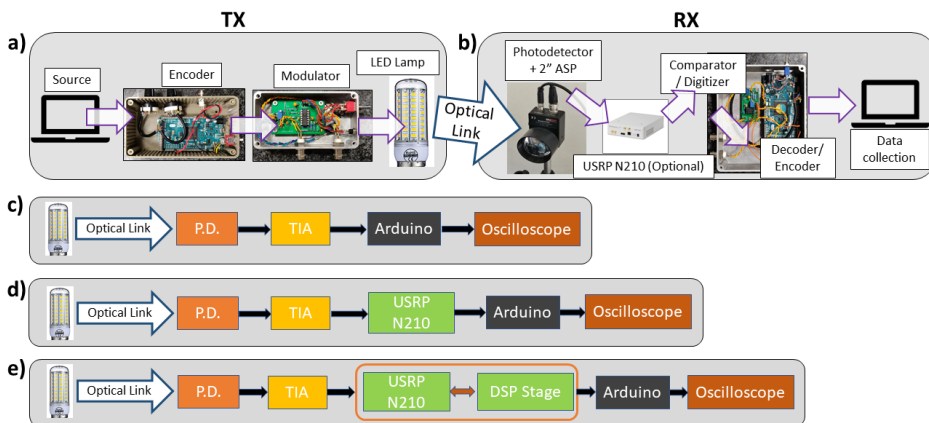 TX
RX
a)
b)
Source
Encoder
Modulator
LED Lamp
Optical
Link
Photodetector
+ 2” ASP
USRP N210 (Optional)
Comparator
/ Digitizer
Decoder/
Encoder
Data
collection
c)
Optical Link
P.D.
TIA
Arduino
Oscilloscope
d)
Optical Link
P.D.
TIA
USRP
N210
Arduino
Oscilloscope
e)
Optical Link
P.D.
TIA
USRP
N210
DSP Stage
Arduino
Oscilloscope